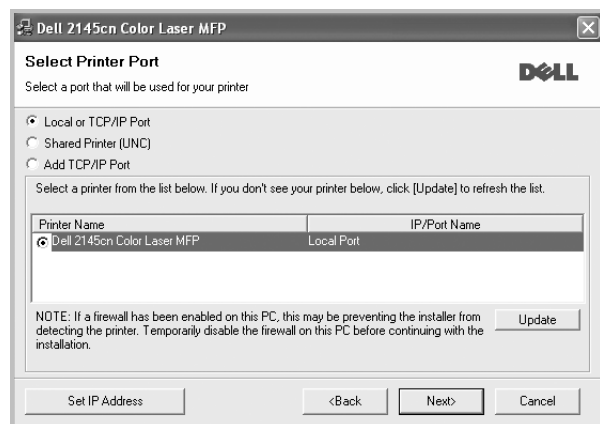 Dell 2145cn Color Laser MFP
Select Printer Port
Select a port that will be used for your printer
DELL
Local or TCP/IP Port
Shared Printer (UNC)
Add TCP/IP Port
Select a printer from the list below. If you don't see your printer below, click [Update] to refresh the list.
Printer Name IP/Port Name
Dell 2145cn Color Laser MFP Local Port
NOTE: If a firewall has been enabled on this PC, this may be preventing the installer from
detecting the printer. Temporarily disable the firewall on this PC before continuing with the
installation.
Update
Set IP Address <Back Next> Cancel